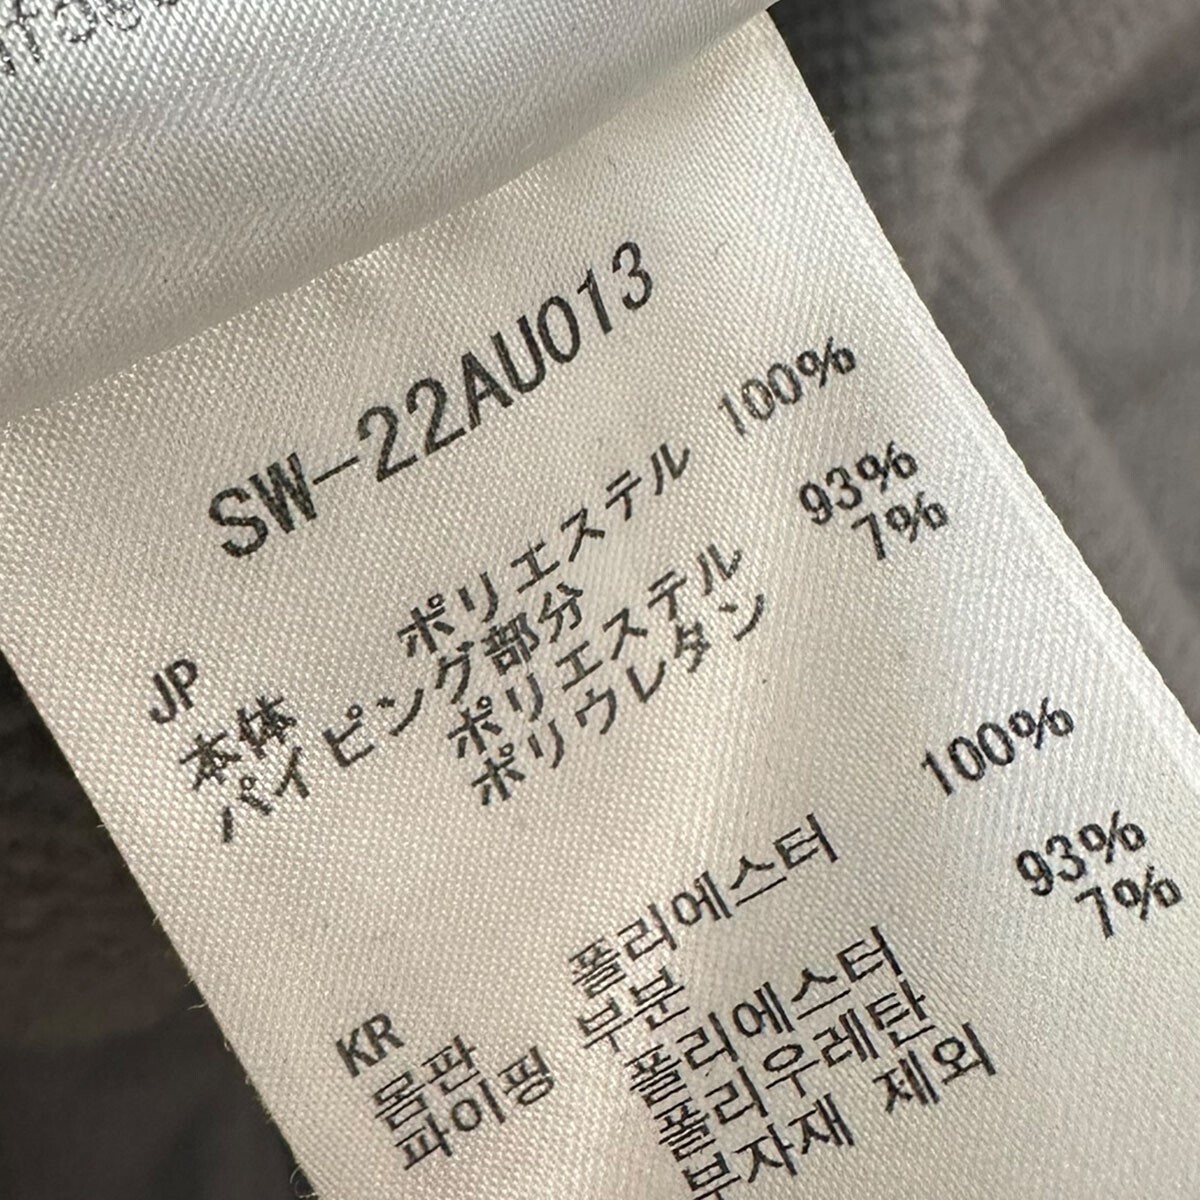 SW-22AU013
JP
本体 ポリエステル 100%
パイピング部分
ポリエステル 93%
ポリウレタン 7%
KR
몸판 폴리에스터 100%
파이핑 부분
폴리에스터 93%
폴리우레탄 7%
부자재 제외